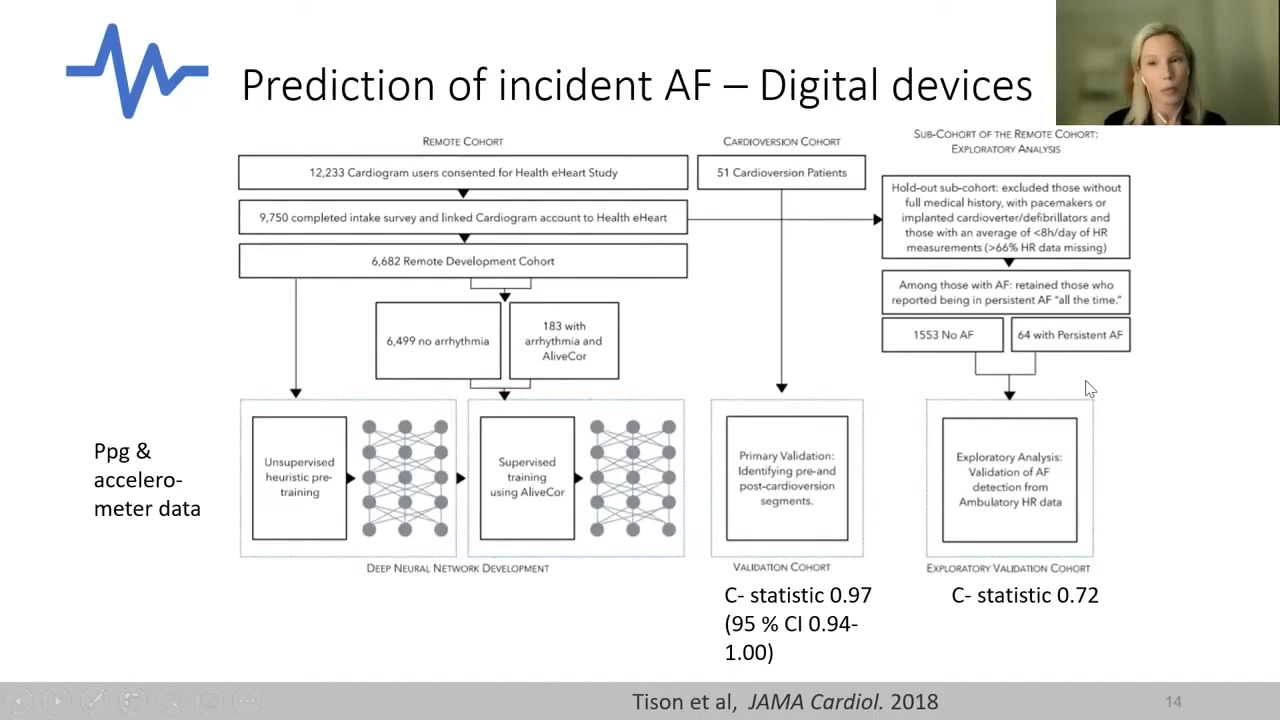 Prediction of incident AF – Digital devices
REMOTE COHORT
CARDIOVERSION COHORT
SUB-COHORT OF THE REMOTE COHORT:
EXPLORATORY ANALYSIS
12,233 Cardiogram users consented for Health eHeart Study
51 Cardioversion Patients
9,750 completed intake survey and linked Cardiogram account to Health eHeart
Hold-out sub-cohort: excluded those without
full medical history, with pacemakers or
implanted cardioverter/defibrillators and
those with an average of <8h/day of HR
measurements (>66% HR data missing)
6,682 Remote Development Cohort
Among those with AF: retained those who
reported being in persistent AF "all the time."
6,499 no arrhythmia
183 with
arrhythmia and
AliveCor
1553 No AF
64 with Persistent AF
Ppg &
accelero-
meter data
Unsupervised
heuristic pre-
training
Supervised
training
using AliveCor
Primary Validation:
Identifying pre-and
post-cardioversion
segments.
Exploratory Analysis:
Validation of AF
detection from
Ambulatory HR data
DEEP NEURAL NETWORK DEVELOPMENT
VALIDATION COHORT
EXPLORATORY VALIDATION COHORT
C- statistic 0.97
(95 % CI 0.94-
1.00)
C- statistic 0.72
Tison et al, JAMA Cardiol. 2018
14